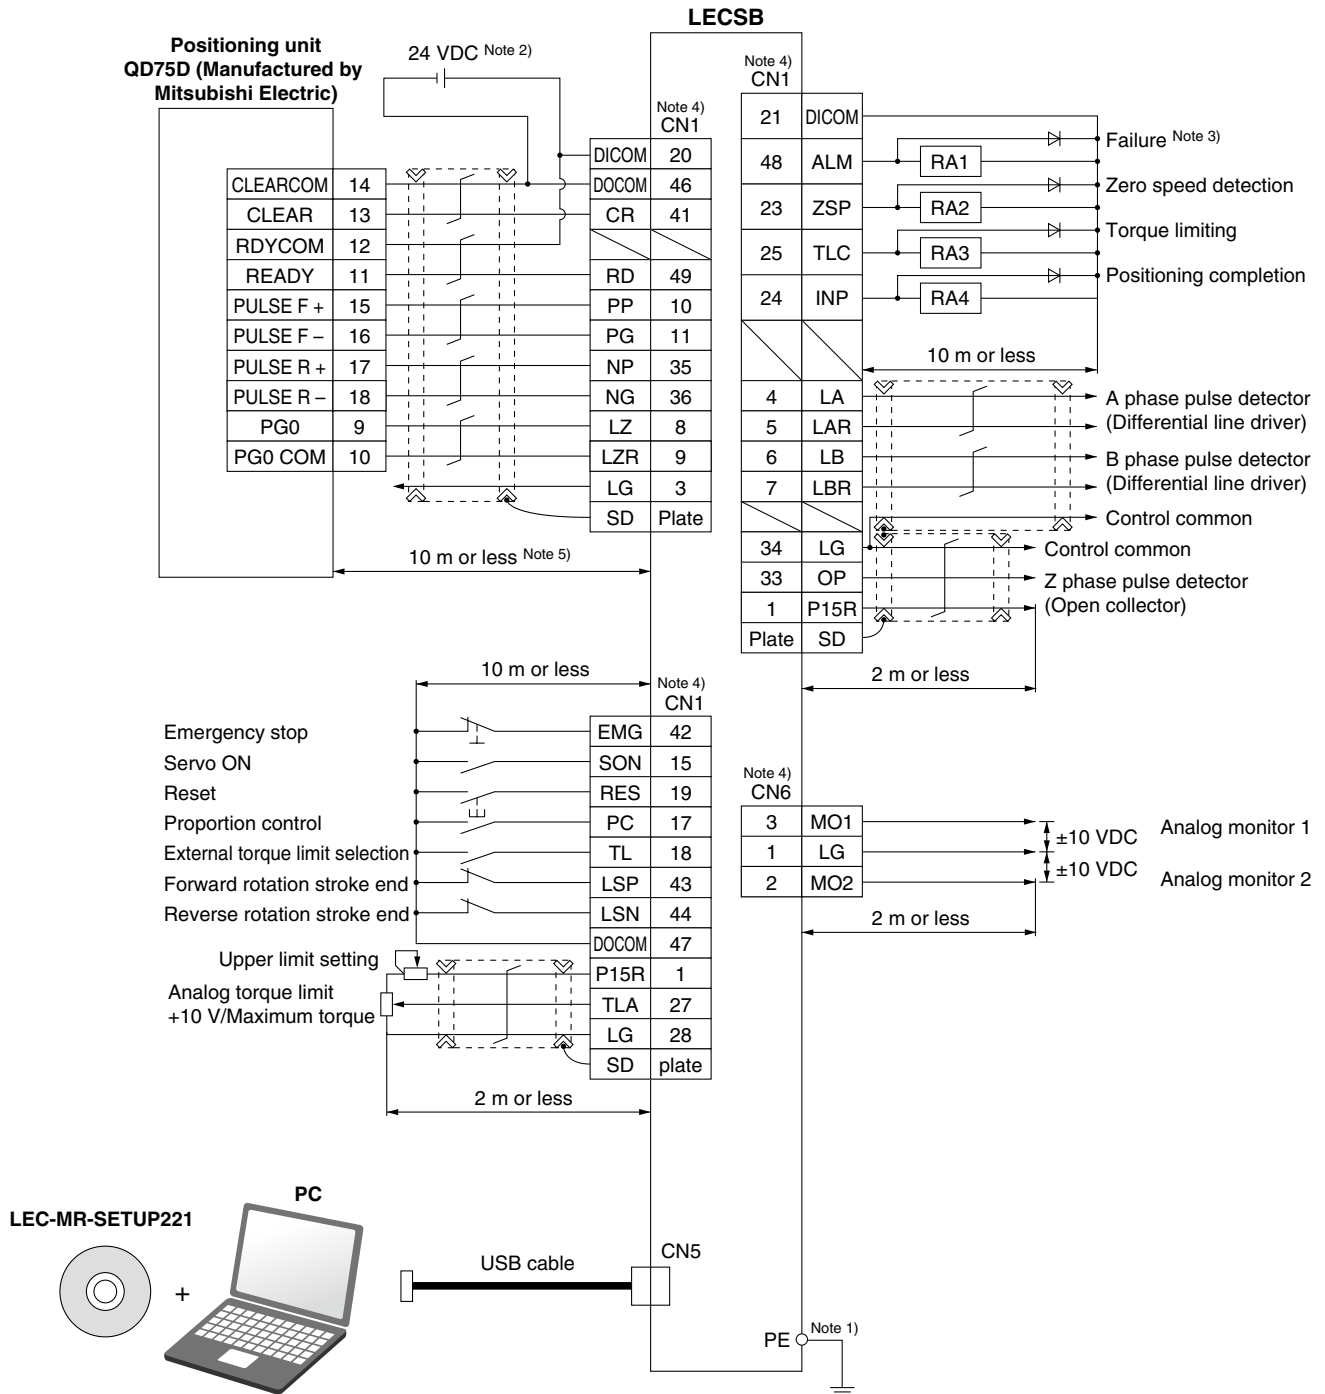 LECSB
Positioning unit
QD75D (Manufactured by
Mitsubishi Electric)
24 VDC Note 2)
Note 4)
CN1
DICOM 20
CLEARCOM 14 DOCOM 46
CLEAR 13 CR 41
RDYCOM 12
READY 11 RD 49
PULSE F + 15 PP 10
PULSE F – 16 PG 11
PULSE R + 17 NP 35
PULSE R – 18 NG 36
PG0 9 LZ 8
PG0 COM 10 LZR 9
LG 3
SD Plate
10 m or less Note 5)
Note 4)
CN1
21 DICOM
48 ALM RA1 Failure Note 3)
23 ZSP RA2 Zero speed detection
25 TLC RA3 Torque limiting
24 INP RA4 Positioning completion
10 m or less
4 LA A phase pulse detector
5 LAR (Differential line driver)
6 LB B phase pulse detector
7 LBR (Differential line driver)
Control common
34 LG Control common
33 OP Z phase pulse detector
1 P15R (Open collector)
Plate SD
2 m or less
10 m or less
Note 4)
CN1
Emergency stop EMG 42
Servo ON SON 15
Reset RES 19
Proportion control PC 17
External torque limit selection TL 18
Forward rotation stroke end LSP 43
Reverse rotation stroke end LSN 44
DOCOM 47
Upper limit setting P15R 1
Analog torque limit
+10 V/Maximum torque TLA 27
LG 28
SD plate
2 m or less
Note 4)
CN6
3 MO1 Analog monitor 1
±10 VDC
1 LG
±10 VDC
2 MO2 Analog monitor 2
2 m or less
PC
LEC-MR-SETUP221
+
USB cable
CN5
PE Note 1)